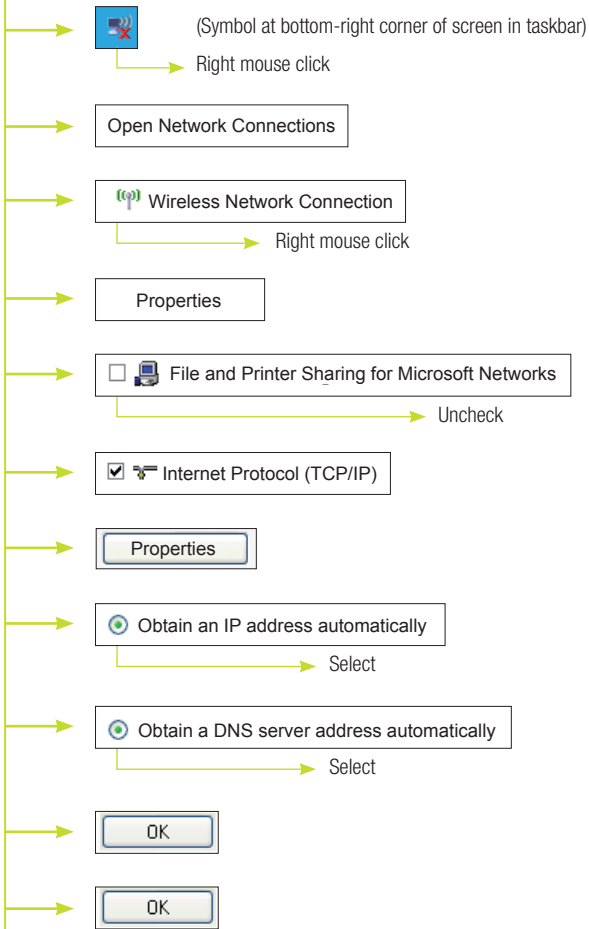 (Symbol at bottom-right corner of screen in taskbar)
Right mouse click
Open Network Connections
Wireless Network Connection
Right mouse click
Properties
File and Printer Sharing for Microsoft Networks
Uncheck
Internet Protocol (TCP/IP)
Properties
Obtain an IP address automatically
Select
Obtain a DNS server address automatically
Select
OK
OK